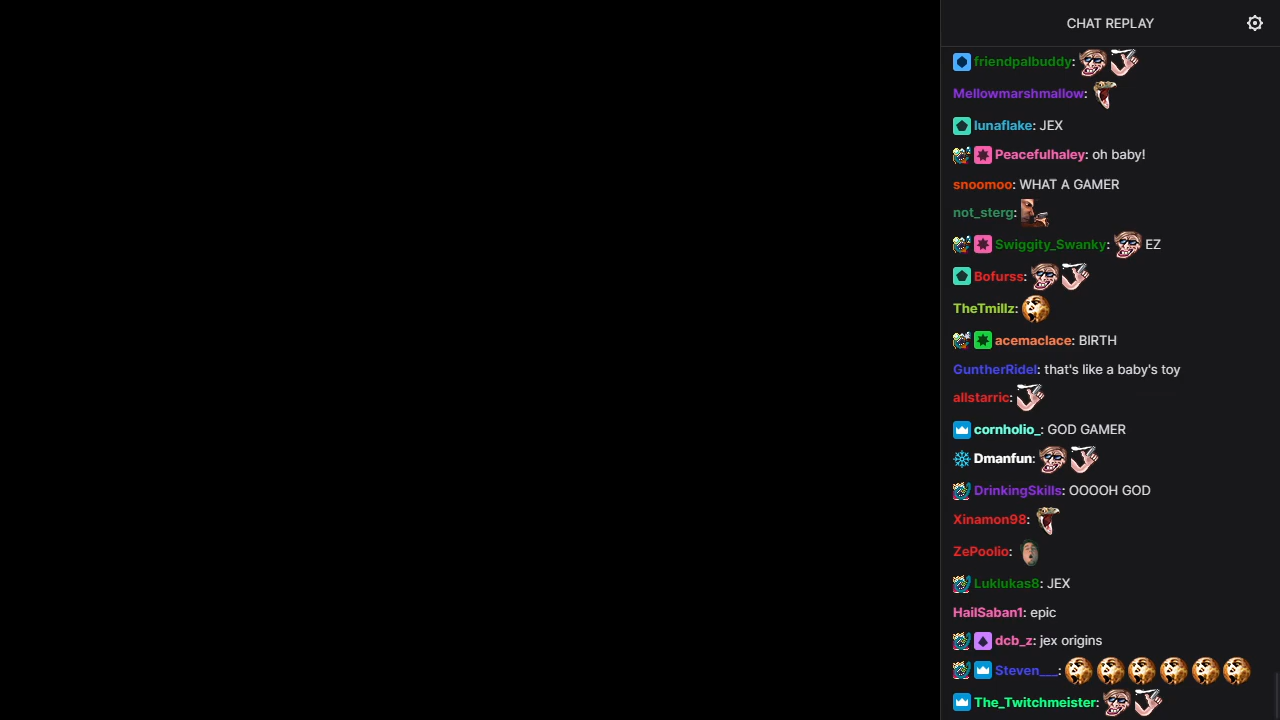 CHAT REPLAY
friendpalbuddy:
Mellowmarshmallow:
lunaflake: JEX
Peacefulhaley: oh baby!
snoomoo: WHAT A GAMER
not_sterg:
Swiggity_Swanky: EZ
Bofurss:
TheTmillz:
acemaclace: BIRTH
GuntherRidel: that's like a baby's toy
allstarric:
cornholio_: GOD GAMER
Dmanfun:
DrinkingSkills: OOOOH GOD
Xinamon98:
ZePoolio:
Luklukas8: JEX
HailSaban1: epic
dcb_z: jex origins
Steven___:
The_Twitchmeister: